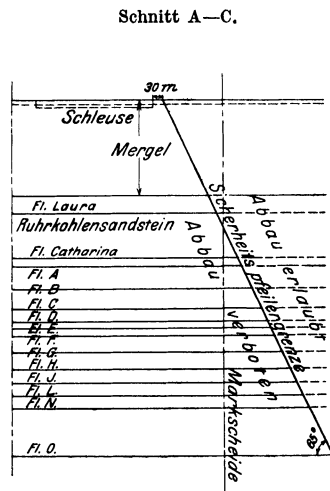 Schnitt A—C.
30 m
Schleuse
Mergel
Fl. Laura
Ruhrkohlensandstein
Fl. Catharina
Fl. A
Fl. B
Fl. C
Fl. D.
Fl. E.
Fl. F.
Fl. G.
Fl. H.
Fl. J.
Fl. L.
Fl. N.
Fl. O.
Abbau verboten
Sicherheitspfeilergrenze
Abbau erlaubt
Markscheide
65°